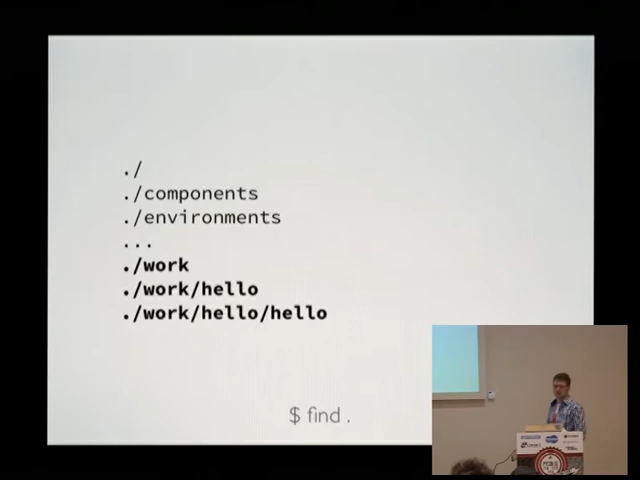 ./
./components
./environments
...
./work
./work/hello
./work/hello/hello
$ find .